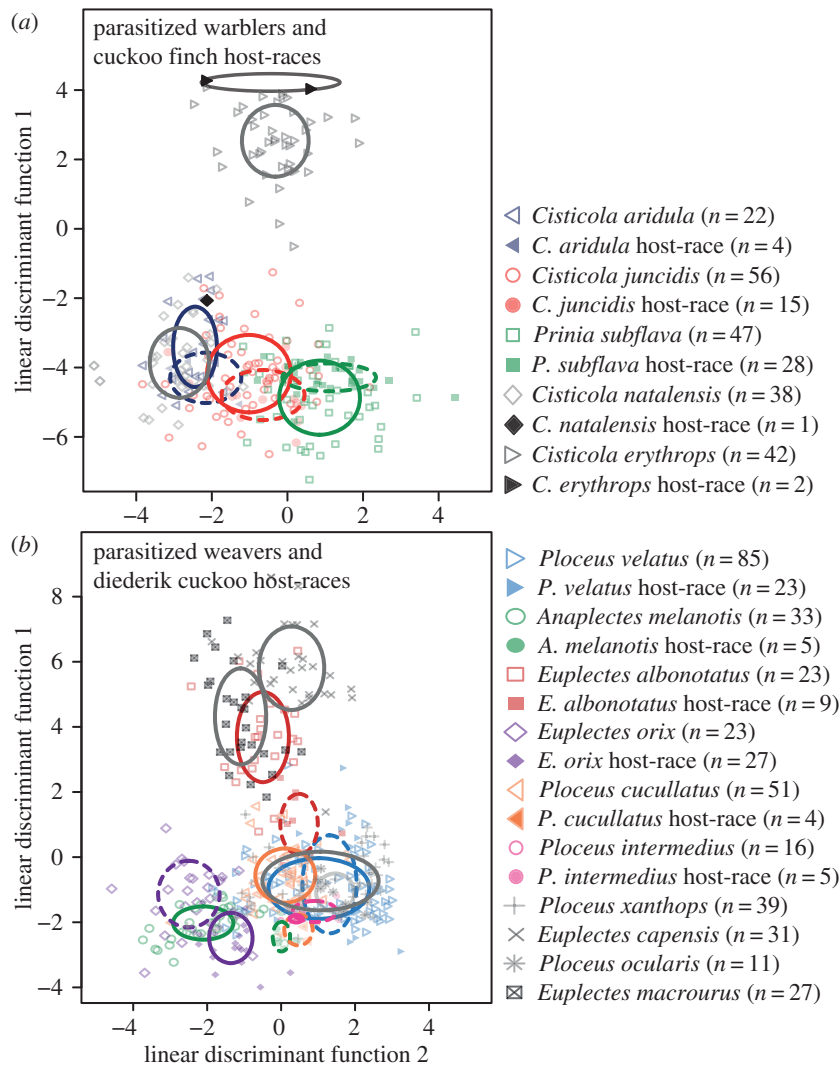 (a)
parasitized warblers and
cuckoo finch host-races
linear discriminant function 1
4
2
0
−2
−4
−6
−4 −2 0 2 4
Cisticola aridula (n = 22)
C. aridula host-race (n = 4)
Cisticola juncidis (n = 56)
C. juncidis host-race (n = 15)
Prinia subflava (n = 47)
P. subflava host-race (n = 28)
Cisticola natalensis (n = 38)
C. natalensis host-race (n = 1)
Cisticola erythrops (n = 42)
C. erythrops host-race (n = 2)
(b)
parasitized weavers and
diederik cuckoo host-races
linear discriminant function 1
8
6
4
2
0
−2
−4
−4 −2 0 2 4
linear discriminant function 2
Ploceus velatus (n = 85)
P. velatus host-race (n = 23)
Anaplectes melanotis (n = 33)
A. melanotis host-race (n = 5)
Euplectes albonotatus (n = 23)
E. albonotatus host-race (n = 9)
Euplectes orix (n = 23)
E. orix host-race (n = 27)
Ploceus cucullatus (n = 51)
P. cucullatus host-race (n = 4)
Ploceus intermedius (n = 16)
P. intermedius host-race (n = 5)
Ploceus xanthops (n = 39)
Euplectes capensis (n = 31)
Ploceus ocularis (n = 11)
Euplectes macrourus (n = 27)